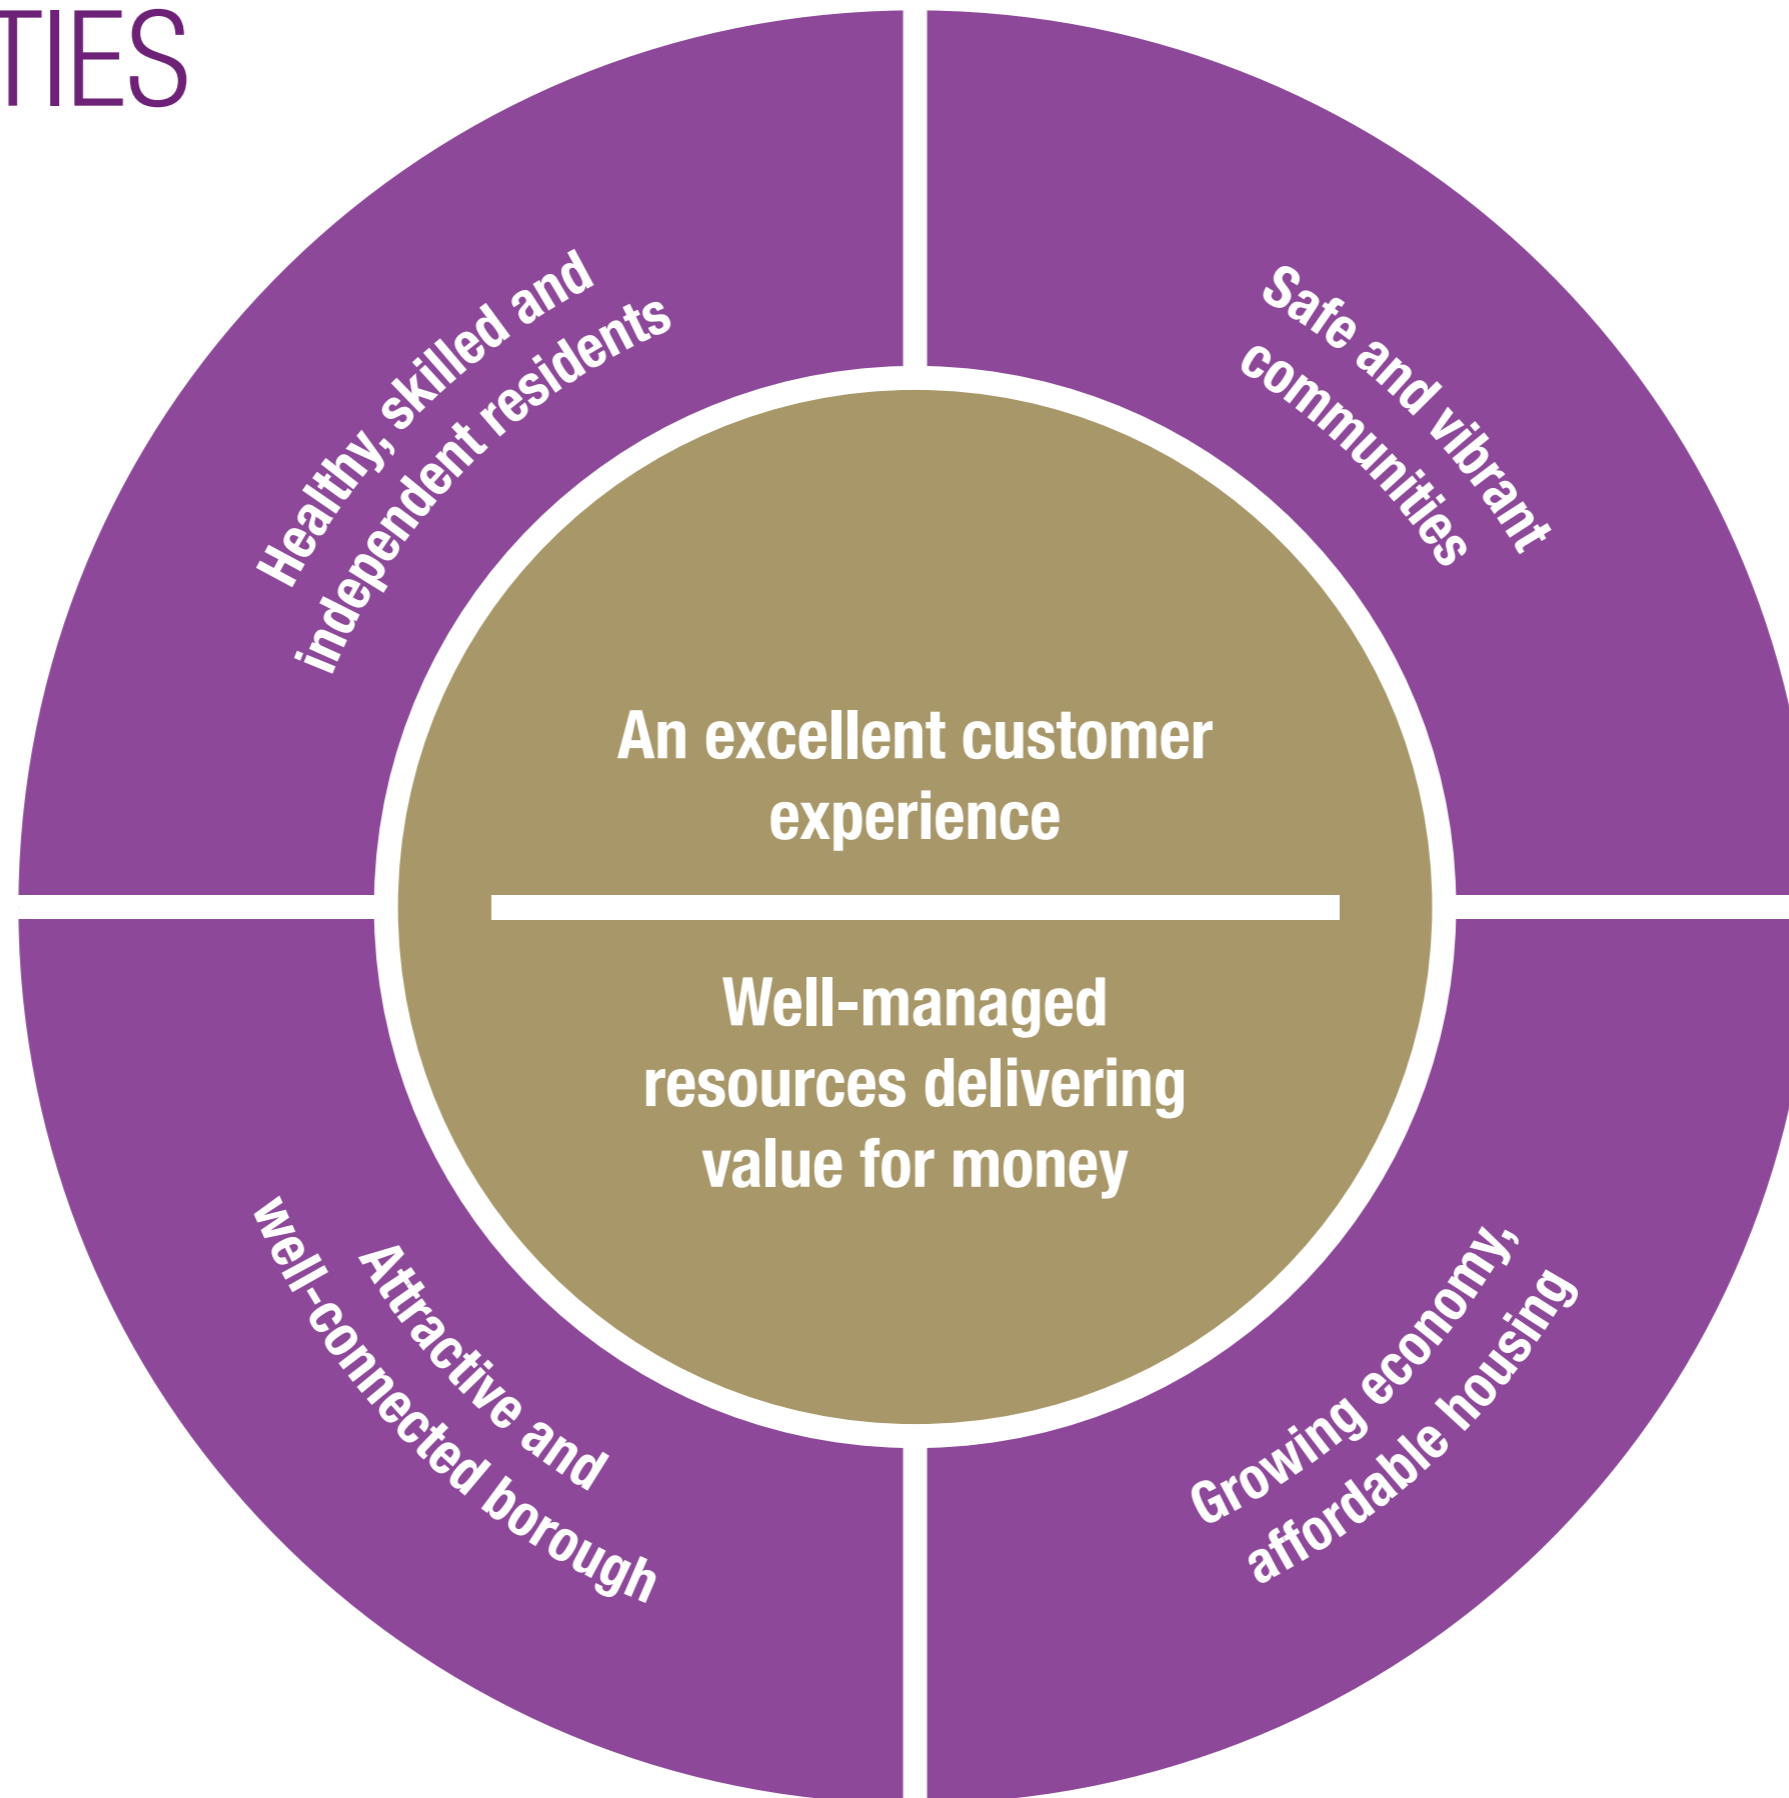 TIES
Healthy, skilled and
independent residents
Safe and vibrant
communities
An excellent customer
experience
Well-managed
resources delivering
value for money
Attractive and
well-connected borough
Growing economy,
affordable housing